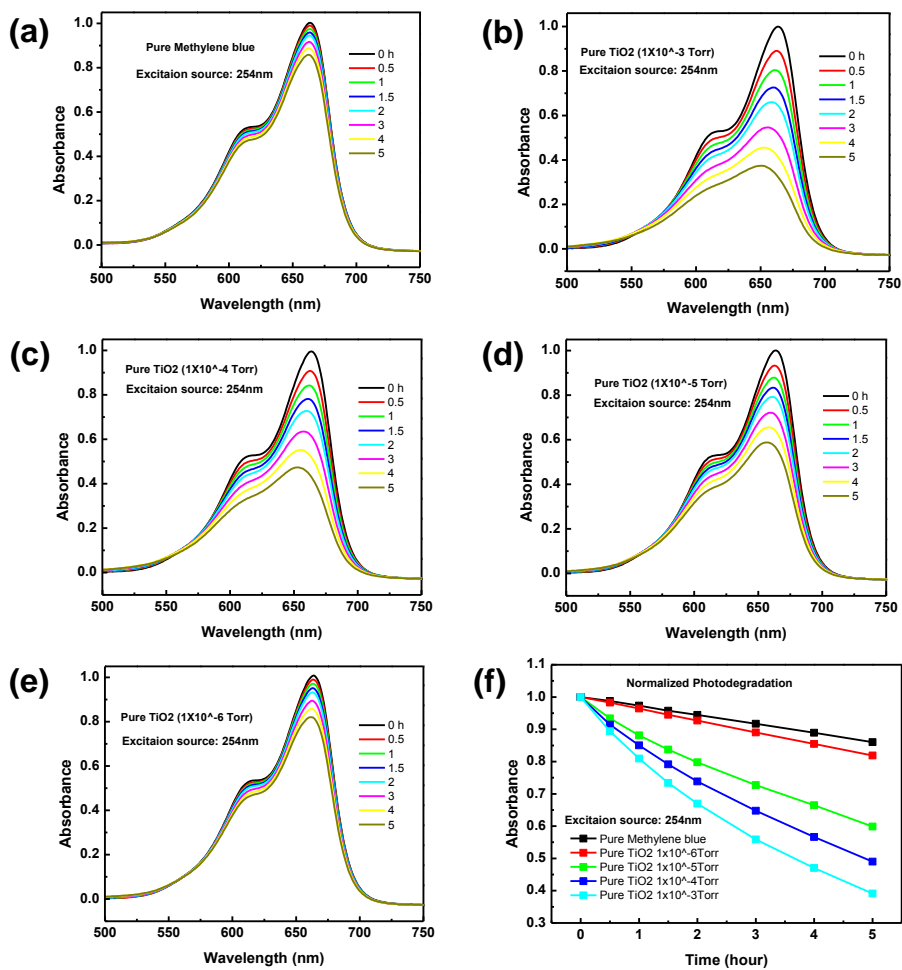 (a)
Pure Methylene blue
Excitaion source: 254nm
0 h
0.5
1
1.5
2
3
4
5
Absorbance
1.0
0.8
0.6
0.4
0.2
0.0
500 550 600 650 700 750
Wavelength (nm)
(b)
Pure TiO2 (1X10^-3 Torr)
Excitaion source: 254nm
0 h
0.5
1
1.5
2
3
4
5
Absorbance
1.0
0.8
0.6
0.4
0.2
0.0
500 550 600 650 700 750
Wavelength (nm)
(c)
Pure TiO2 (1X10^-4 Torr)
Excitaion source: 254nm
0 h
0.5
1
1.5
2
3
4
5
Absorbance
1.0
0.8
0.6
0.4
0.2
0.0
500 550 600 650 700 750
Wavelength (nm)
(d)
Pure TiO2 (1X10^-5 Torr)
Excitaion source: 254nm
0 h
0.5
1
1.5
2
3
4
5
Absorbance
1.0
0.8
0.6
0.4
0.2
0.0
500 550 600 650 700 750
Wavelength (nm)
(e)
Pure TiO2 (1X10^-6 Torr)
Excitaion source: 254nm
0 h
0.5
1
1.5
2
3
4
5
Absorbance
1.0
0.8
0.6
0.4
0.2
0.0
500 550 600 650 700 750
Wavelength (nm)
(f)
Normalized Photodegradation
Absorbance
1.1
1.0
0.9
0.8
0.7
0.6
0.5
0.4
0.3
Excitaion source: 254nm
Pure Methylene blue
Pure TiO2 1x10^-6Torr
Pure TiO2 1x10^-5Torr
Pure TiO2 1x10^-4Torr
Pure TiO2 1x10^-3Torr
0 1 2 3 4 5
Time (hour)